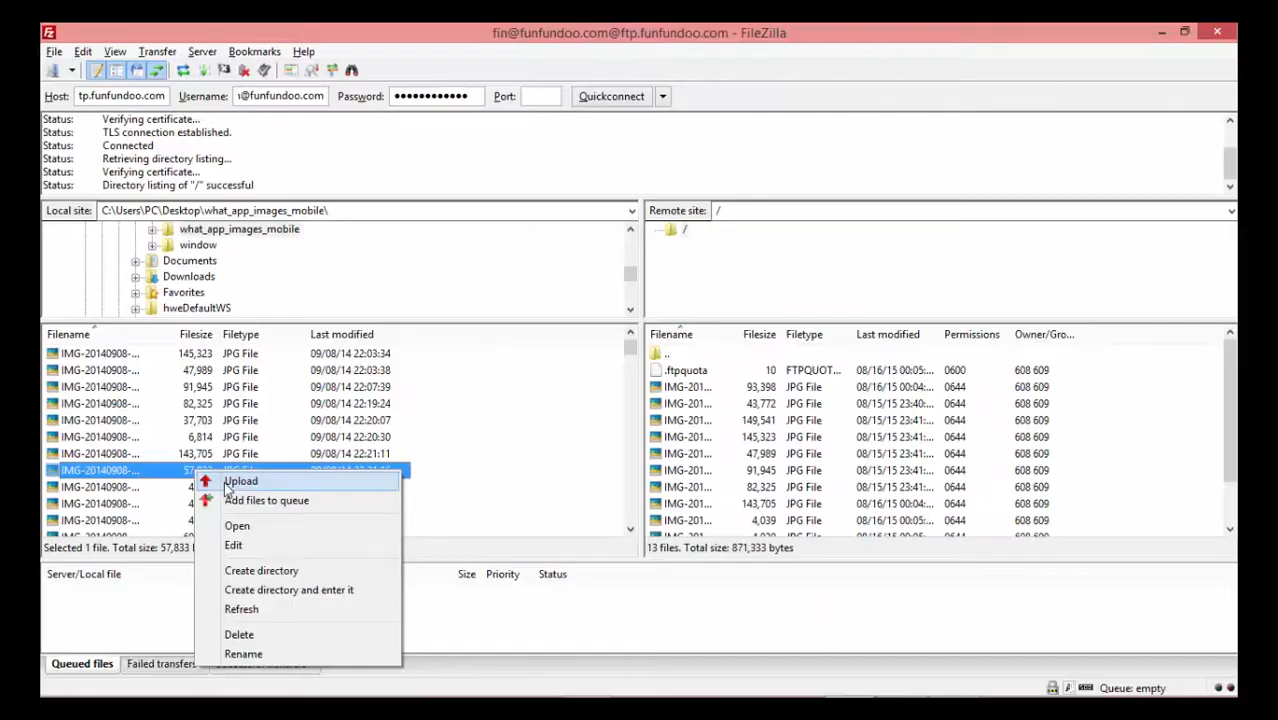 fin@funfundoo.com@ftp.funfundoo.com - FileZilla
File Edit View Transfer Server Bookmarks Help
Host: tp.funfundoo.com Username: @funfundoo.com Password: •••••••••••• Port: Quickconnect
Status: Verifying certificate...
Status: TLS connection established.
Status: Connected
Status: Retrieving directory listing...
Status: Verifying certificate...
Status: Directory listing of "/" successful
Local site: C:\Users\PC\Desktop\what_app_images_mobile\ Remote site: /
what_app_images_mobile /
window
Documents
Downloads
Favorites
hweDefaultWS
Filename Filesize Filetype Last modified Filename Filesize Filetype Last modified Permissions Owner/Gro...
IMG-20140908-... 145,323 JPG File 09/08/14 22:03:34 ..
IMG-20140908-... 47,989 JPG File 09/08/14 22:03:38 .ftpquota 10 FTPQUOT... 08/16/15 00:05:... 0600 608 609
IMG-20140908-... 91,945 JPG File 09/08/14 22:07:39 IMG-201... 93,398 JPG File 08/16/15 00:04:... 0644 608 609
IMG-20140908-... 82,325 JPG File 09/08/14 22:19:24 IMG-201... 43,772 JPG File 08/15/15 23:40:... 0644 608 609
IMG-20140908-... 37,703 JPG File 09/08/14 22:20:07 IMG-201... 149,541 JPG File 08/15/15 23:41:... 0644 608 609
IMG-20140908-... 6,814 JPG File 09/08/14 22:20:30 IMG-201... 145,323 JPG File 08/15/15 23:40:... 0644 608 609
IMG-20140908-... 143,705 JPG File 09/08/14 22:21:11 IMG-201... 47,989 JPG File 08/15/15 23:40:... 0644 608 609
IMG-20140908-... IMG-201... 91,945 JPG File 08/15/15 23:40:... 0644 608 609
IMG-20140908-... Upload IMG-201... 82,325 JPG File 08/15/15 23:40:... 0644 608 609
IMG-20140908-... Add files to queue IMG-201... 143,705 JPG File 08/16/15 00:05:... 0644 608 609
IMG-20140908-... Open IMG-201... 4,039 JPG File 08/16/15 00:04:... 0644 608 609
Edit
Selected 1 file. Total size: 57,833 13 files. Total size: 871,333 bytes
Create directory
Server/Local file Size Priority Status
Create directory and enter it
Refresh
Delete
Rename
Queued files Failed transfers
Queue: empty